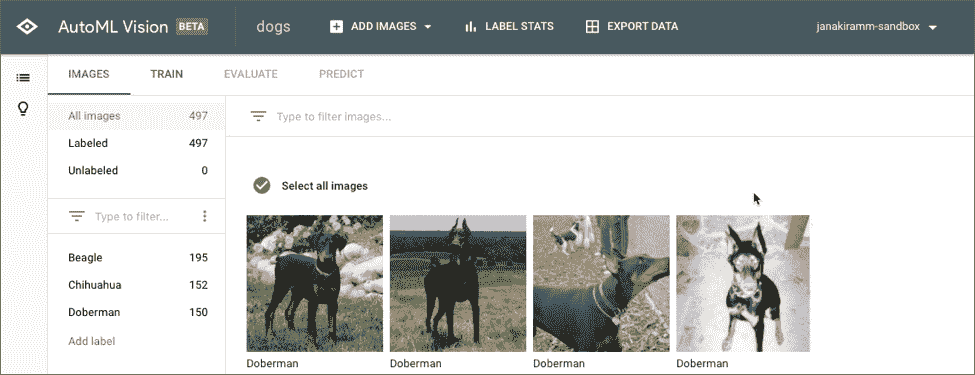 AutoML Vision BETA dogs ADD IMAGES LABEL STATS EXPORT DATA janakiramm-sandbox
IMAGES TRAIN EVALUATE PREDICT
All images 497
Labeled 497
Unlabeled 0
Type to filter...
Beagle 195
Chihuahua 152
Doberman 150
Add label
Type to filter images...
Select all images
Doberman Doberman Doberman Doberman